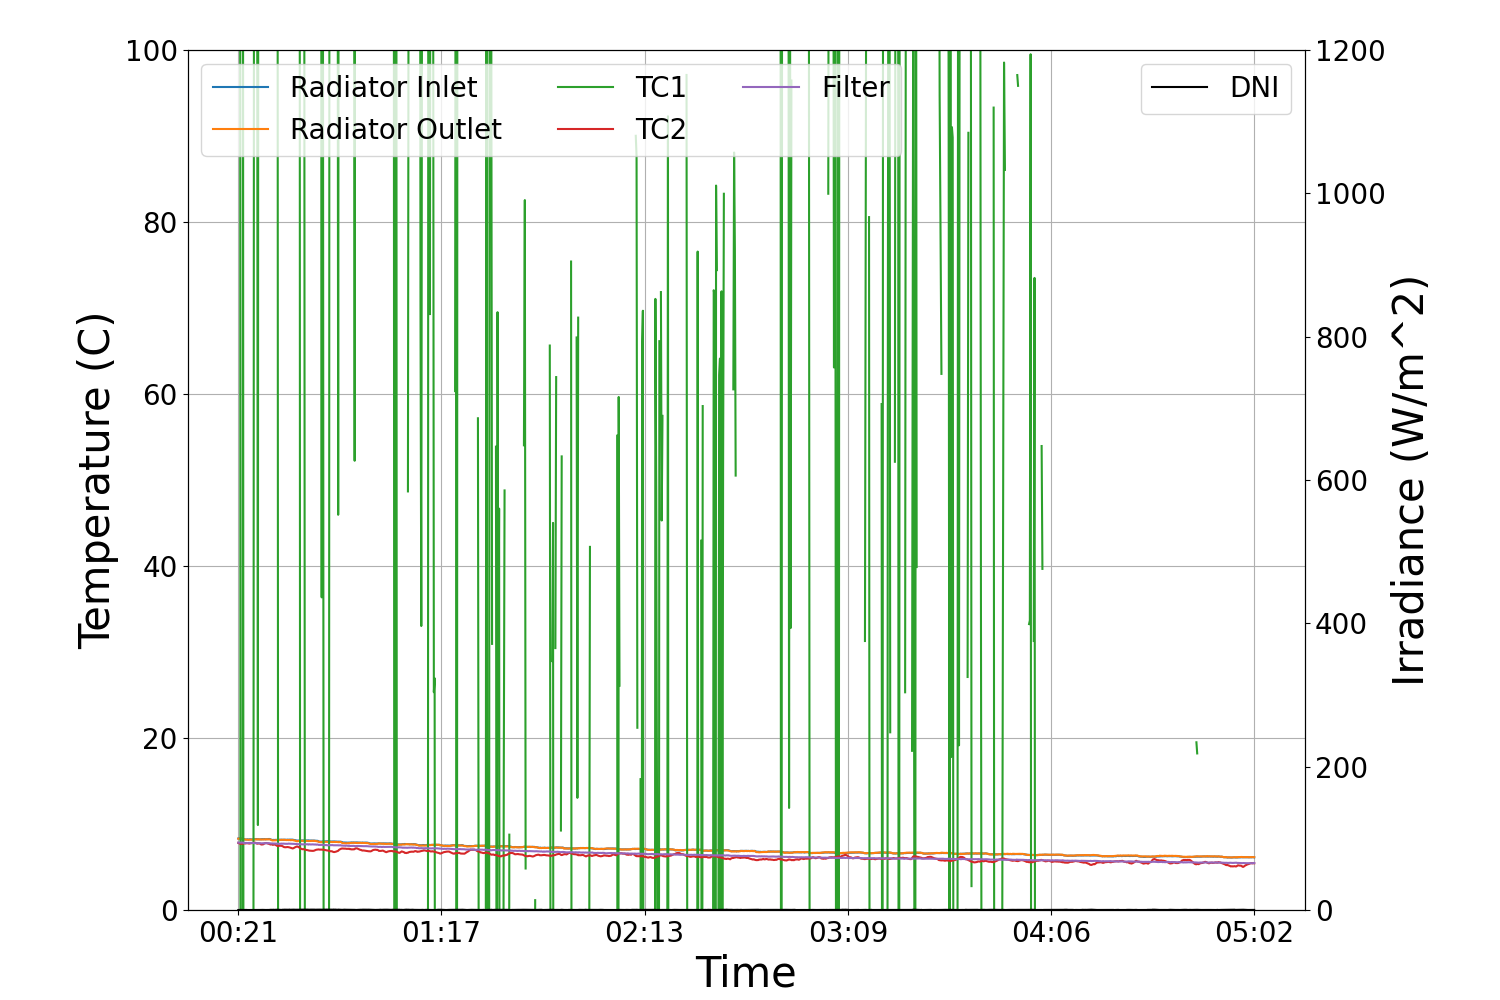 100 1200
Radiator Inlet TC1 Filter DNI
Radiator Outlet TC2
1000
80
800
60
600
40
400
20
200
0 0
00:21 01:17 02:13 03:09 04:06 05:02
Time
Temperature (C)
Irradiance (W/m^2)